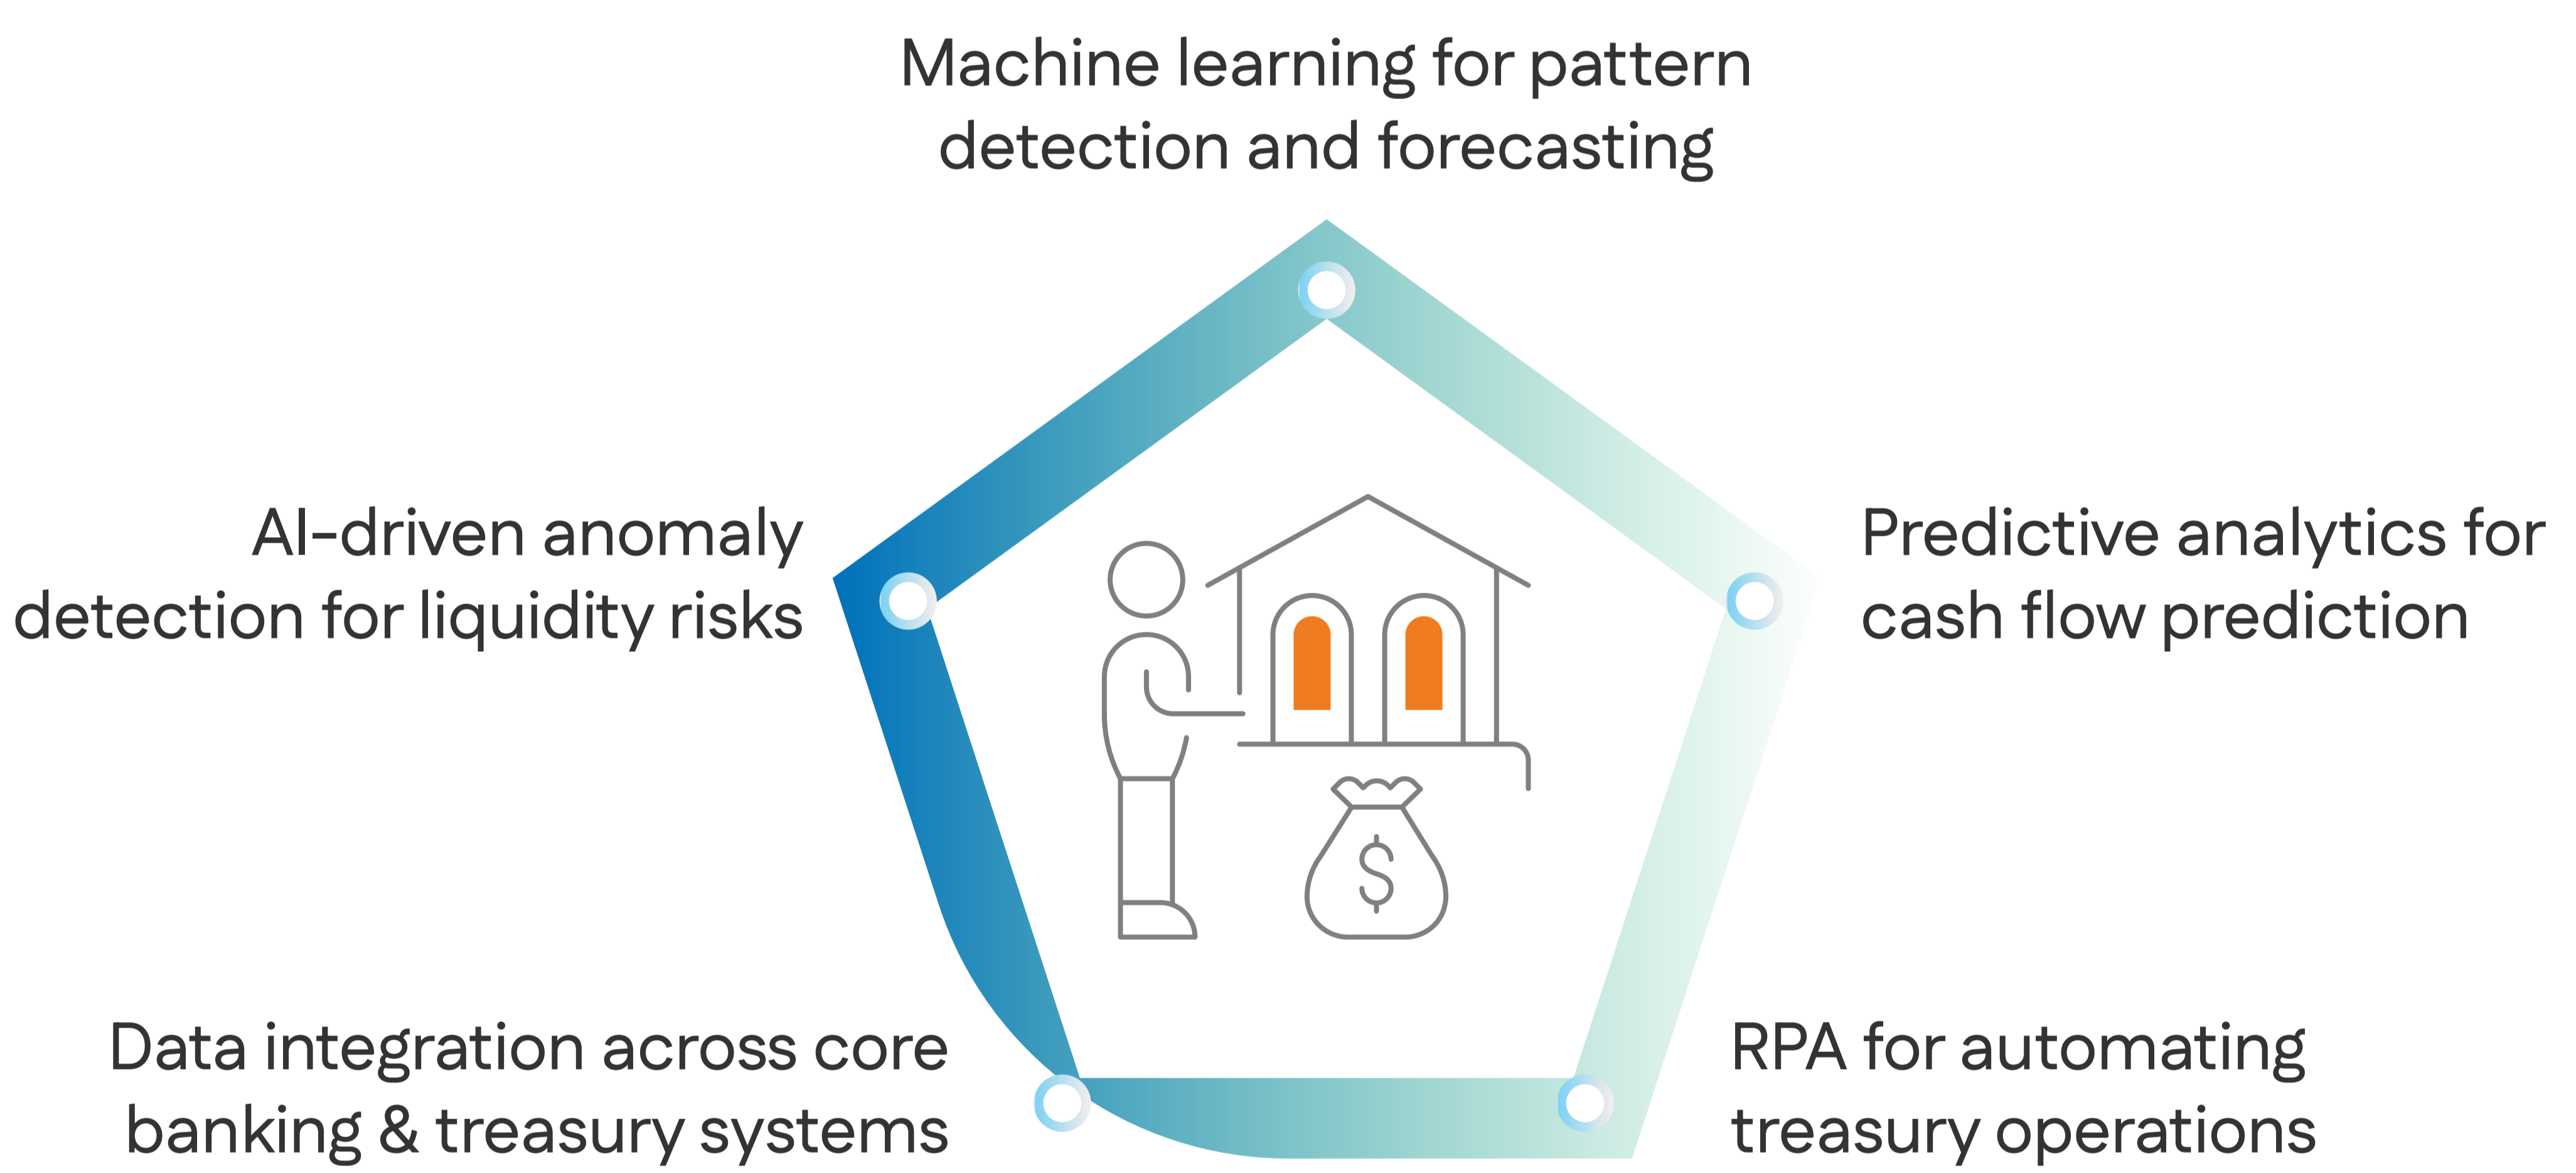 Machine learning for pattern
detection and forecasting
AI-driven anomaly
detection for liquidity risks
Predictive analytics for
cash flow prediction
$
Data integration across core
banking & treasury systems
RPA for automating
treasury operations